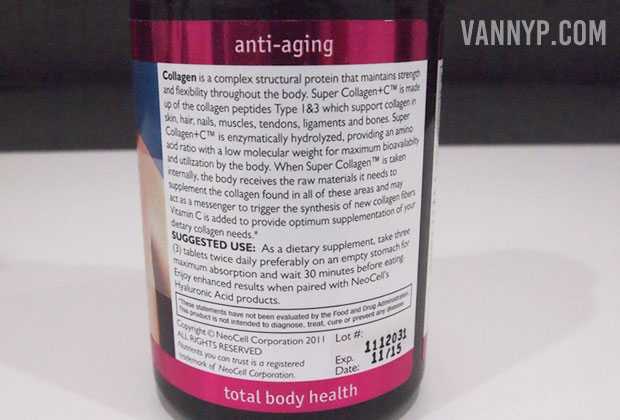 VANNYP.COM
anti-aging
Collagen is a complex structural protein that maintains strength
and flexibility throughout the body. Super Collagen+C™ is made
up of the collagen peptides Type 1&3 which support collagen in
skin, hair, nails, muscles, tendons, ligaments and bones. Super
Collagen+C™ is enzymatically hydrolyzed, providing an amino
acid ratio with a low molecular weight for maximum bioavailability
and utilization by the body. When Super Collagen™ is taken
internally, the body receives the raw materials it needs to
supplement the collagen found in all of these areas and may
act as a messenger to trigger the synthesis of new collagen fibers.
Vitamin C is added to provide optimum supplementation of your
dietary collagen needs.*
SUGGESTED USE: As a dietary supplement, take three
(3) tablets twice daily preferably on an empty stomach for
maximum absorption and wait 30 minutes before eating.
Enjoy enhanced results when paired with NeoCell's
Hyaluronic Acid products.
*These statements have not been evaluated by the Food and Drug Administration.
This product is not intended to diagnose, treat, cure or prevent any disease.
Copyright © NeoCell Corporation 2011
ALL RIGHTS RESERVED
Nutrients you can trust is a registered
trademark of NeoCell Corporation.
Lot #:
1112031
Exp. 11/15
Date:
total body health